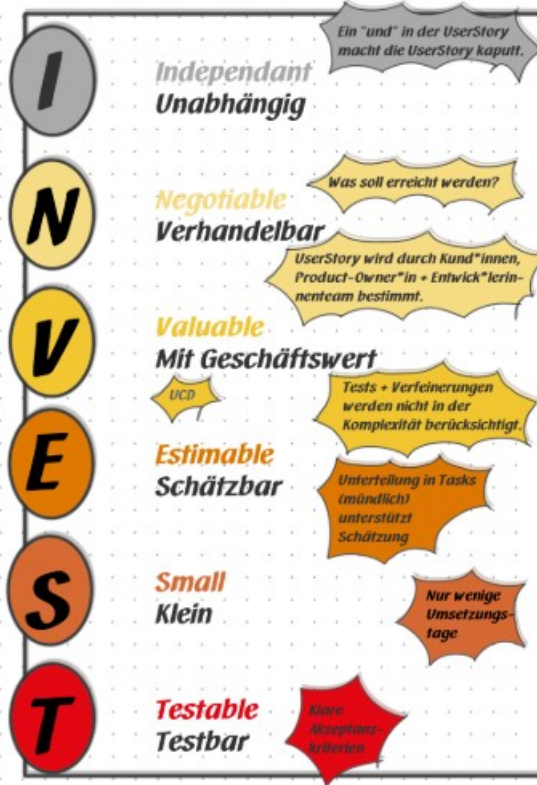 I
Independant
Unabhängig
Ein "und" in der UserStory
macht die UserStory kaputt.
N
Negotiable
Verhandelbar
Was soll erreicht werden?
UserStory wird durch Kund*innen,
Product-Owner*in + Entwick*lerin-
nenteam bestimmt.
V
Valuable
Mit Geschäftswert
UCD
Tests + Verfeinerungen
werden nicht in der
Komplexität berücksichtigt.
E
Estimable
Schätzbar
Unterteilung in Tasks
(mündlich)
unterstützt
Schätzung
S
Small
Klein
Nur wenige
Umsetzungs-
tage
T
Testable
Testbar
Klare
Akzeptanz-
kriterien